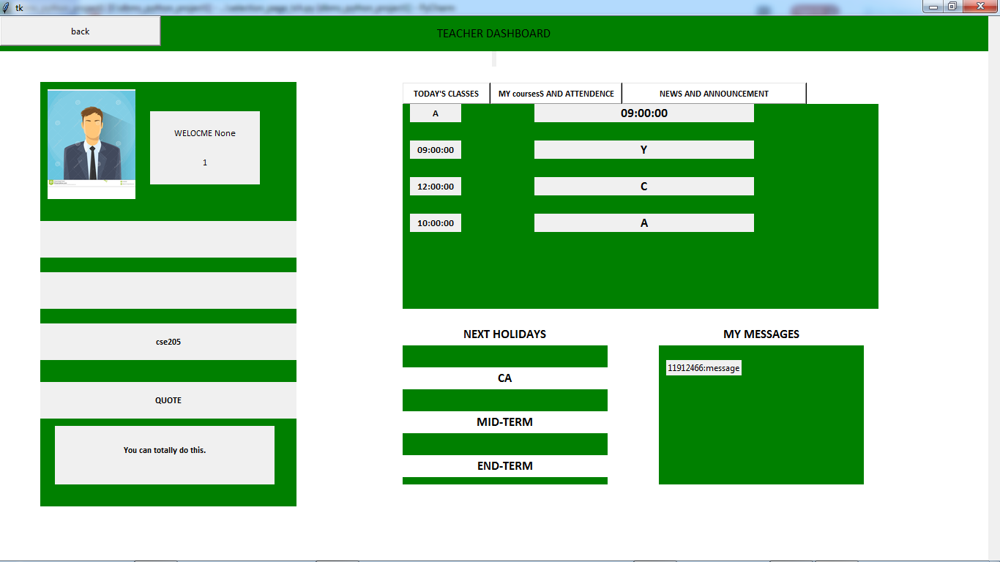 tk
back
TEACHER DASHBOARD
WELOCME None
1
cse205
QUOTE
You can totally do this.
TODAY'S CLASSES
MY coursesS AND ATTENDENCE
NEWS AND ANNOUNCEMENT
A 09:00:00
09:00:00 Y
12:00:00 C
10:00:00 A
NEXT HOLIDAYS
CA
MID-TERM
END-TERM
MY MESSAGES
11912466:message